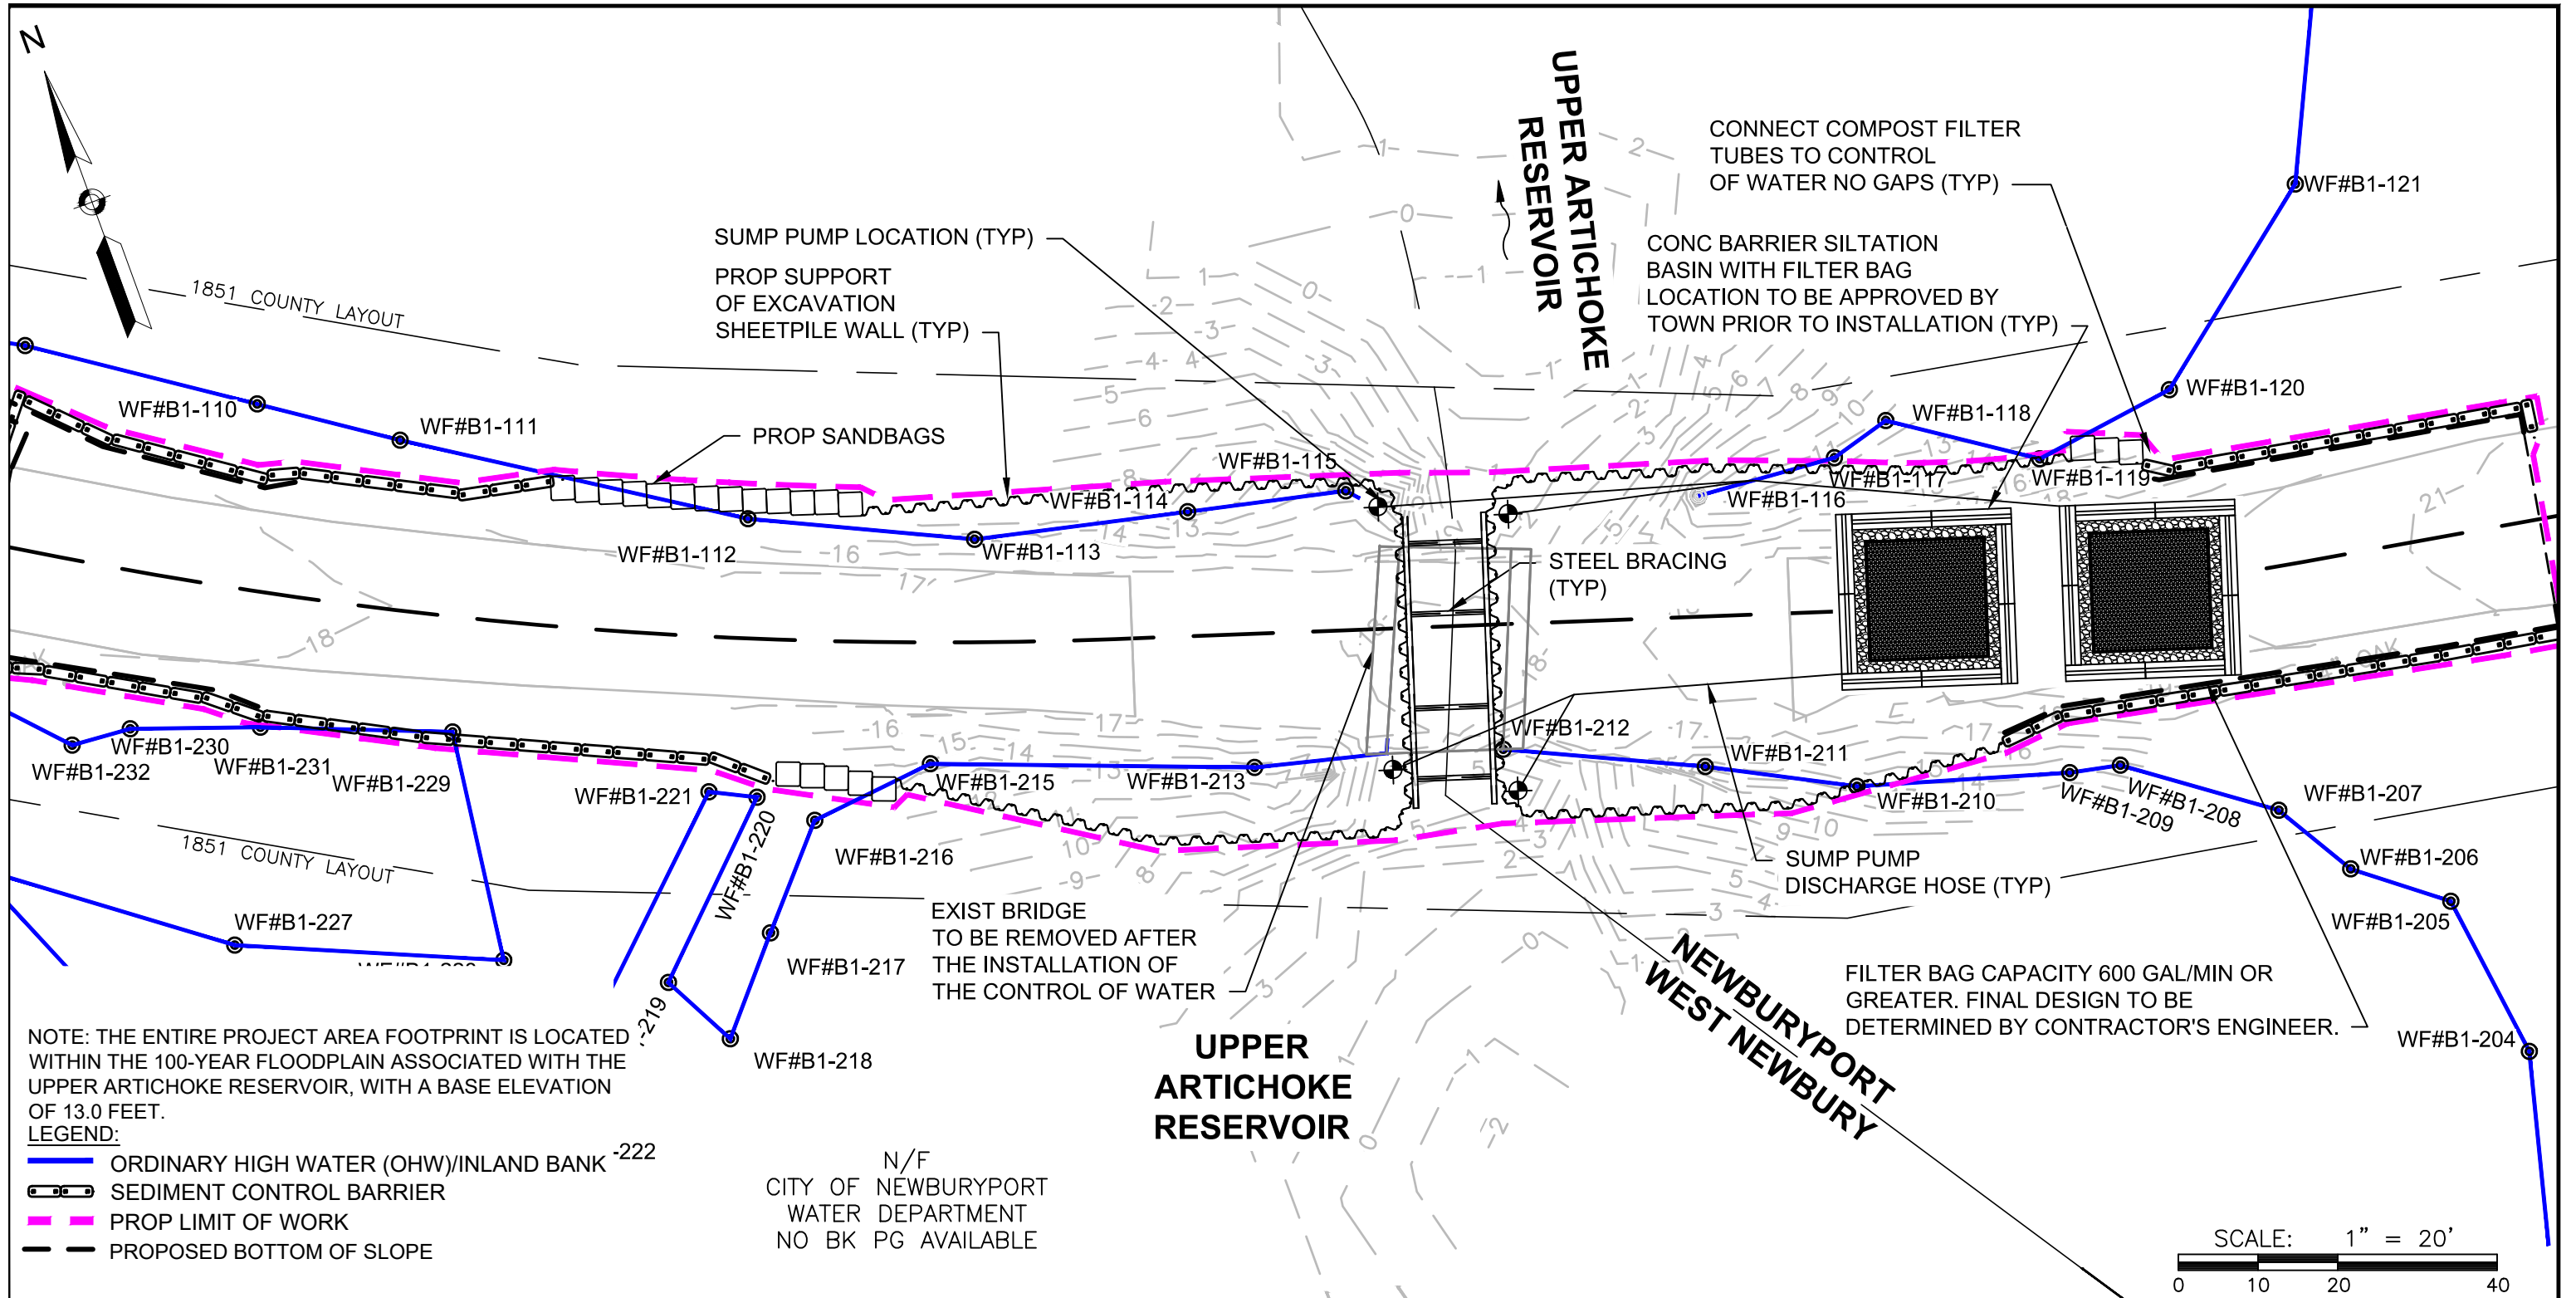 N
UPPER ARTICHOKE
RESERVOIR
CONNECT COMPOST FILTER
TUBES TO CONTROL
OF WATER NO GAPS (TYP)
WF#B1-121
SUMP PUMP LOCATION (TYP)
CONC BARRIER SILTATION
BASIN WITH FILTER BAG
LOCATION TO BE APPROVED BY
TOWN PRIOR TO INSTALLATION (TYP)
PROP SUPPORT
OF EXCAVATION
SHEETPILE WALL (TYP)
1851 COUNTY LAYOUT
WF#B1-110
WF#B1-111
PROP SANDBAGS
WF#B1-115
WF#B1-118
WF#B1-120
WF#B1-114
WF#B1-116
WF#B1-117
WF#B1-119
WF#B1-112
WF#B1-113
STEEL BRACING
(TYP)
16
17
18
21
WF#B1-232
WF#B1-230
WF#B1-231
WF#B1-229
WF#B1-221
WF#B1-220
WF#B1-215
WF#B1-213
WF#B1-212
WF#B1-211
WF#B1-210
WF#B1-209
WF#B1-208
WF#B1-207
WF#B1-206
WF#B1-205
WF#B1-204
WF#B1-216
WF#B1-217
WF#B1-218
-219
1851 COUNTY LAYOUT
WF#B1-227
SUMP PUMP
DISCHARGE HOSE (TYP)
EXIST BRIDGE
TO BE REMOVED AFTER
THE INSTALLATION OF
THE CONTROL OF WATER
NEWBURYPORT
WEST NEWBURY
FILTER BAG CAPACITY 600 GAL/MIN OR
GREATER. FINAL DESIGN TO BE
DETERMINED BY CONTRACTOR'S ENGINEER.
UPPER
ARTICHOKE
RESERVOIR
NOTE: THE ENTIRE PROJECT AREA FOOTPRINT IS LOCATED
WITHIN THE 100-YEAR FLOODPLAIN ASSOCIATED WITH THE
UPPER ARTICHOKE RESERVOIR, WITH A BASE ELEVATION
OF 13.0 FEET.
LEGEND:
ORDINARY HIGH WATER (OHW)/INLAND BANK
-222
SEDIMENT CONTROL BARRIER
PROP LIMIT OF WORK
PROPOSED BOTTOM OF SLOPE
N/F
CITY OF NEWBURYPORT
WATER DEPARTMENT
NO BK PG AVAILABLE
SCALE: 1" = 20'
0 10 20 40